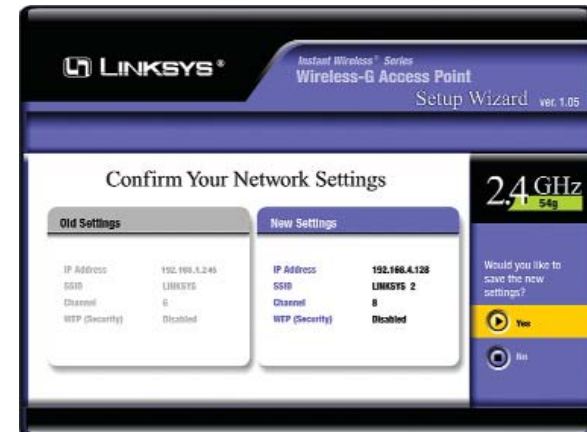 LINKSYS®
Instant Wireless® Series
Wireless-G Access Point
Setup Wizard ver. 1.05
Confirm Your Network Settings
2.4 GHz
54g
Old Settings
IP Address 192.168.1.245
SSID LINKSYS
Channel 6
WEP (Security) Disabled
New Settings
IP Address 192.168.4.128
SSID LINKSYS 2
Channel 8
WEP (Security) Disabled
Would you like to
save the new
settings?
Yes
No